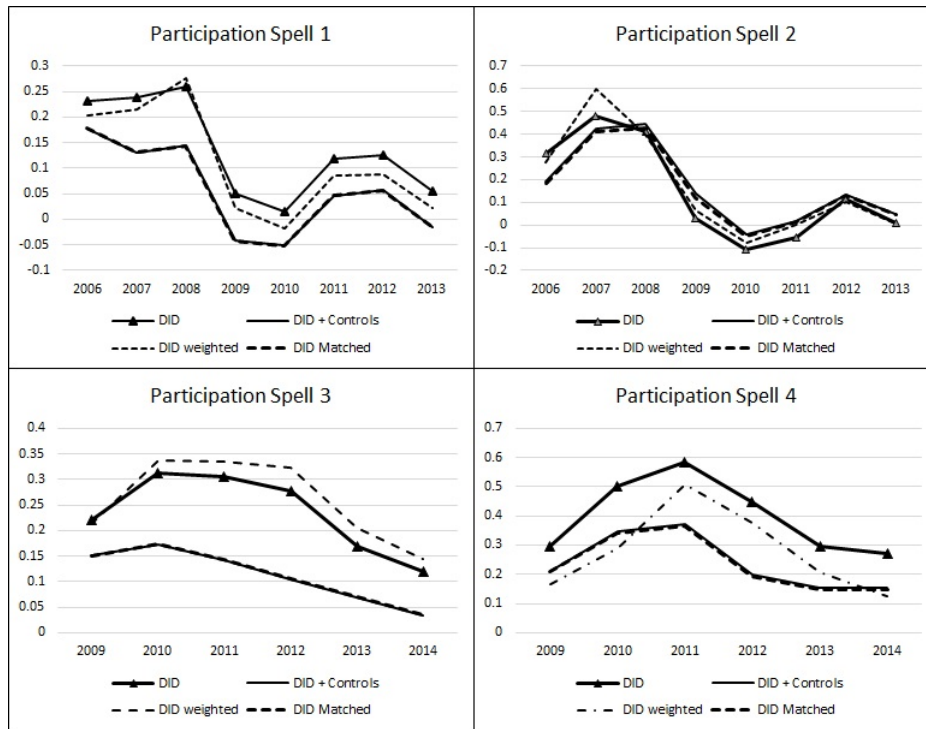 Participation Spell 1
0.3
0.25
0.2
0.15
0.1
0.05
0
-0.05
-0.1
2006 2007 2008 2009 2010 2011 2012 2013
DID DID + Controls
DID weighted DID Matched
Participation Spell 2
0.7
0.6
0.5
0.4
0.3
0.2
0.1
0
-0.1
-0.2
2006 2007 2008 2009 2010 2011 2012 2013
DID DID + Controls
DID weighted DID Matched
Participation Spell 3
0.4
0.35
0.3
0.25
0.2
0.15
0.1
0.05
0
2009 2010 2011 2012 2013 2014
DID DID + Controls
DID weighted DID Matched
Participation Spell 4
0.7
0.6
0.5
0.4
0.3
0.2
0.1
0
2009 2010 2011 2012 2013 2014
DID DID + Controls
DID weighted DID Matched